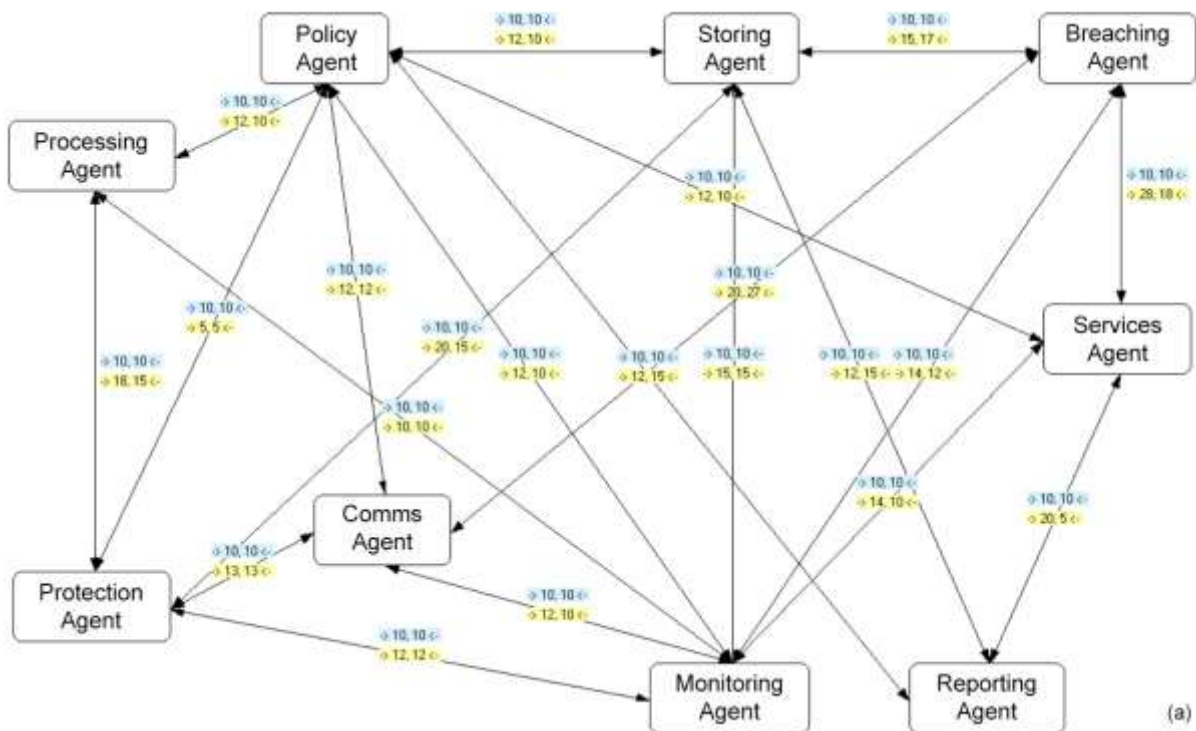 Policy
Agent
→ 10, 10 ←
→ 12, 10 ←
Storing
Agent
→ 10, 10 ←
→ 15, 17 ←
Breaching
Agent
→ 10, 10 ←
→ 12, 10 ←
Processing
Agent
→ 10, 10 ←
→ 12, 10 ←
→ 10, 10 ←
→ 28, 18 ←
→ 10, 10 ←
→ 12, 12 ←
→ 10, 10 ←
→ 20, 27 ←
→ 10, 10 ←
→ 5, 5 ←
→ 10, 10 ←
→ 20, 15 ←
Services
Agent
→ 10, 10 ←
→ 18, 15 ←
→ 10, 10 ←
→ 12, 10 ←
→ 10, 10 ←
→ 12, 15 ←
→ 10, 10 ←
→ 15, 15 ←
→ 10, 10 ←
→ 12, 15 ←
→ 10, 10 ←
→ 14, 12 ←
→ 10, 10 ←
→ 10, 10 ←
→ 10, 10 ←
→ 14, 10 ←
→ 10, 10 ←
→ 20, 5 ←
Comms
Agent
→ 10, 10 ←
→ 13, 13 ←
Protection
Agent
→ 10, 10 ←
→ 12, 10 ←
→ 10, 10 ←
→ 12, 12 ←
Monitoring
Agent
Reporting
Agent
(a)